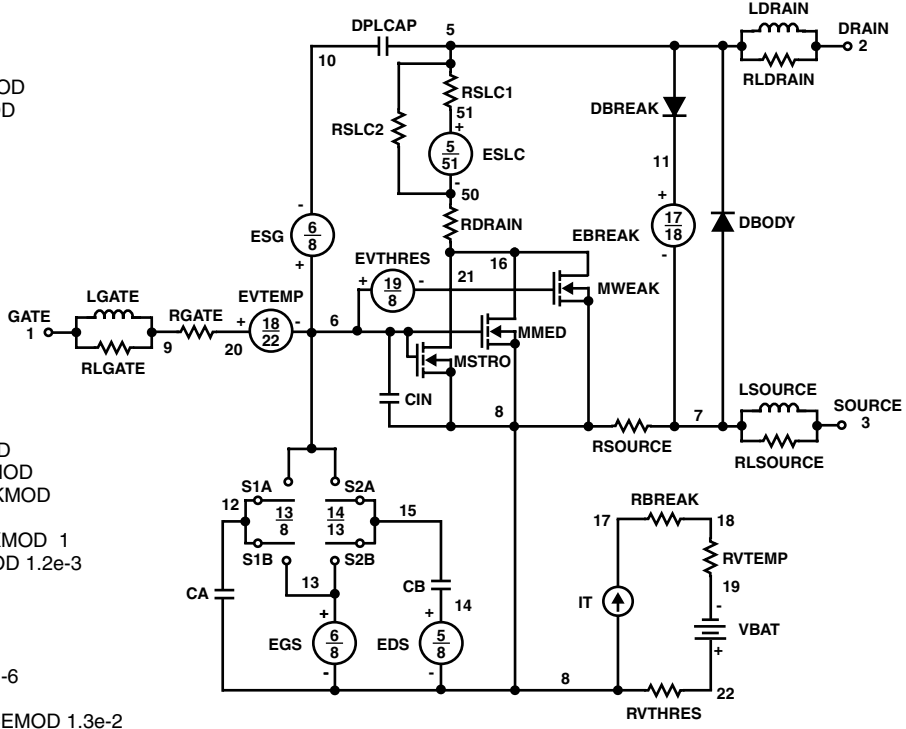 LDRAIN
DPLCAP
5
DRAIN
2
10
RLDRAIN
OD
D
RSLC1
51
DBREAK
RSLC2
+
5
51
ESLC
11
-
50
-
+
ESG
6
8
RDRAIN
17
18
DBODY
EBREAK
+
EVTHRES
16
-
+
19
8
-
21
MWEAK
LGATE
EVTEMP
GATE
1
RGATE
+
18
22
-
6
MMED
9
20
MSTRO
RLGATE
LSOURCE
CIN
8
7
SOURCE
3
RSOURCE
RLSOURCE
D
MOD
KMOD
S1A
S2A
RBREAK
12
13
8
14
13
15
17
18
EMOD 1
OD 1.2e-3
S1B
S2B
RVTEMP
13
CB
19
CA
14
IT
-
+
+
VBAT
EGS
6
8
EDS
5
8
+
-6
-
-
8
22
EMOD 1.3e-2
RVTHRES